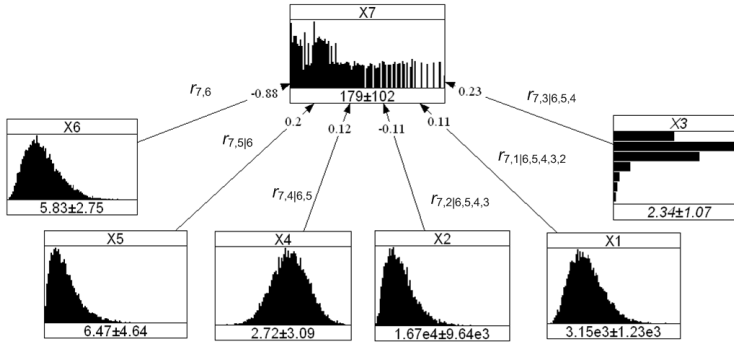 X7
179±102
r7,6
-0.88
0.2
0.12
-0.11
0.11
0.23
r7,3|6,5,4
X6
5.83±2.75
r7,5|6
r7,4|6,5
r7,2|6,5,4,3
r7,1|6,5,4,3,2
X3
2.34±1.07
X5
6.47±4.64
X4
2.72±3.09
X2
1.67e4±9.64e3
X1
3.15e3±1.23e3